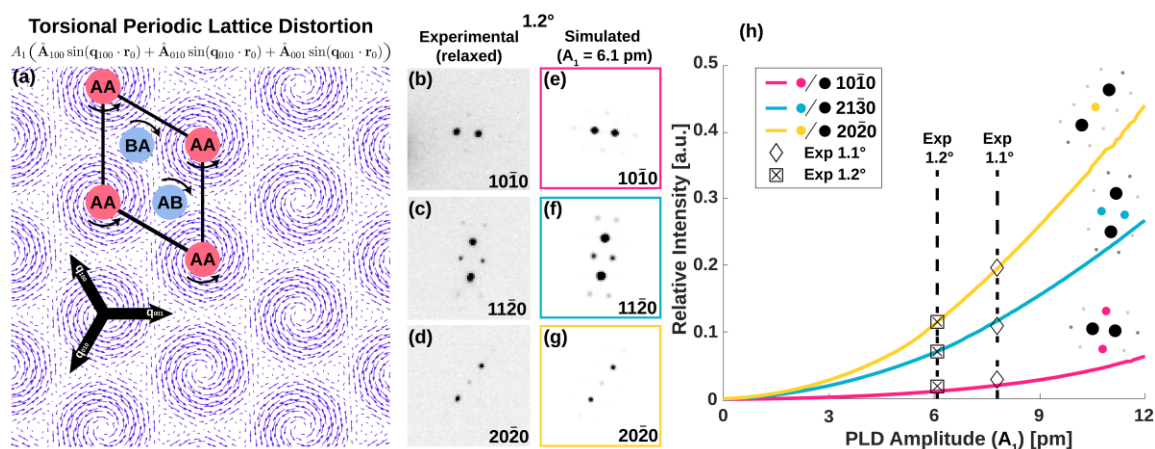 Torsional Periodic Lattice Distortion
A₁(Â₁₀₀ sin(q₁₀₀ · r₀) + Â₀₁₀ sin(q₀₁₀ · r₀) + Â₀₀₁ sin(q₀₀₁ · r₀))
(a)
AA
BA
AA
AA
AB
AA
q₁₀₀
q₀₀₁
q₀₁₀
1.2°
Experimental
(relaxed)
Simulated
(A₁ = 6.1 pm)
(b)
101̄0
(e)
101̄0
(c)
112̄0
(f)
112̄0
(d)
202̄0
(g)
202̄0
(h)
Relative Intensity [a.u.]
0.5
0.4
0.3
0.2
0.1
0
/ 101̄0
/ 213̄0
/ 202̄0
Exp 1.1°
Exp 1.2°
Exp
1.2°
Exp
1.1°
0 3 6 9 12
PLD Amplitude (A₁) [pm]